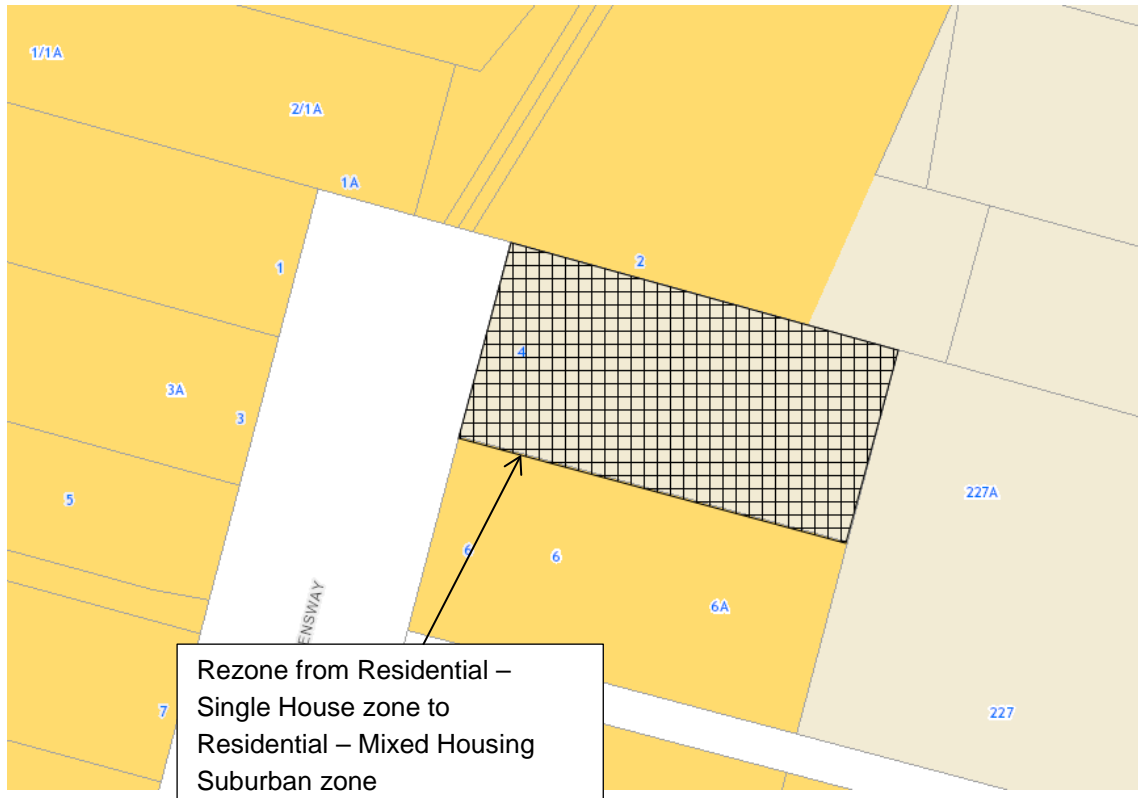 1/1A
2/1A
1A
1
2
4
3A
3
5
227A
6
6
6A
ENSWAY
7
227
Rezone from Residential –
Single House zone to
Residential – Mixed Housing
Suburban zone